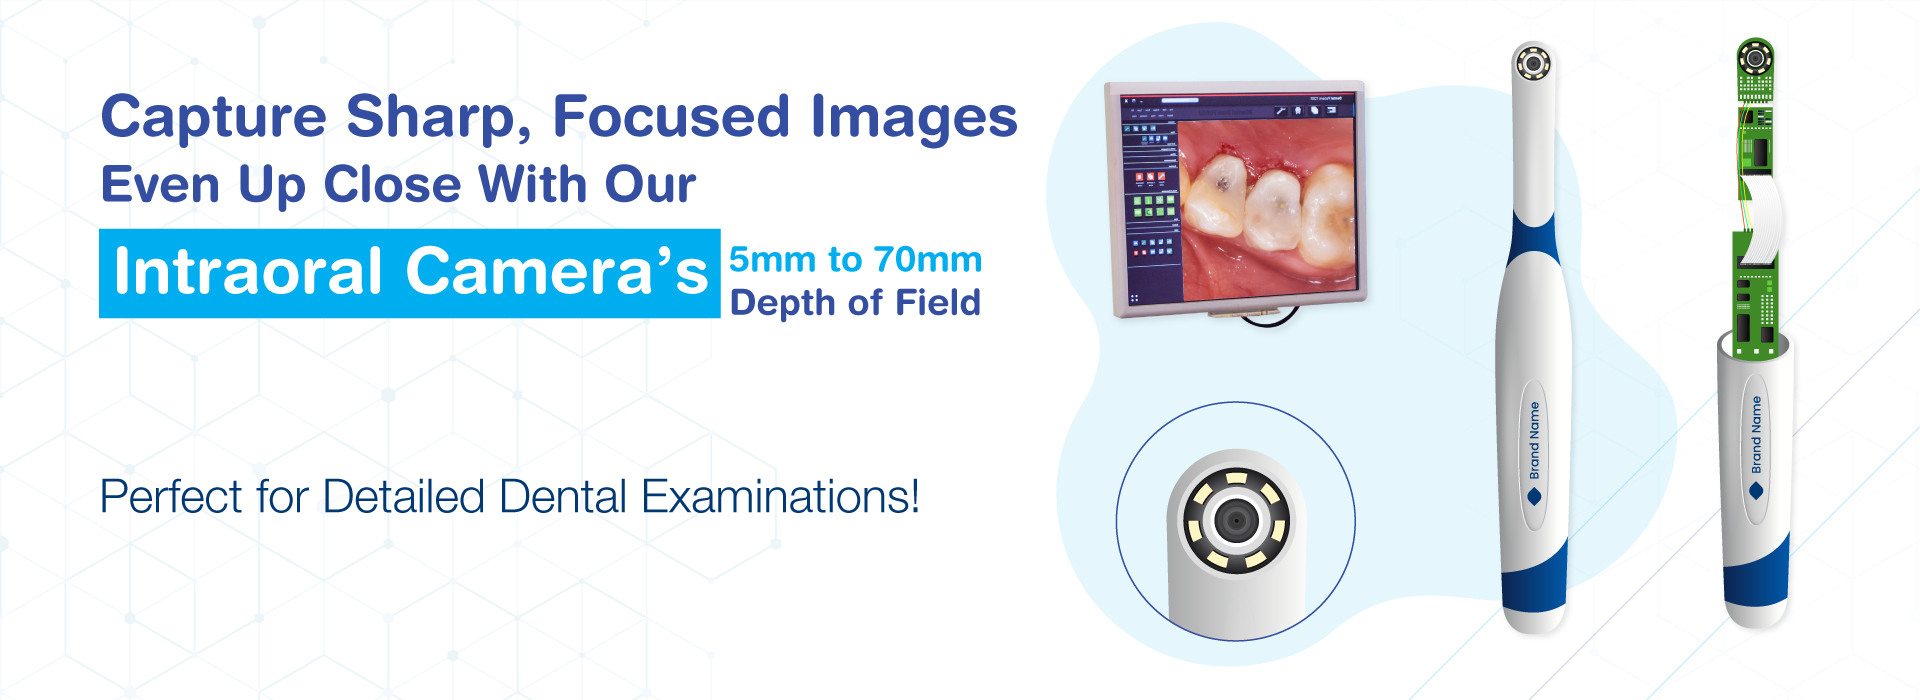 Capture Sharp, Focused Images
Even Up Close With Our
Intraoral Camera’s
5mm to 70mm
Depth of Field
Perfect for Detailed Dental Examinations!
Brand Name
Brand Name